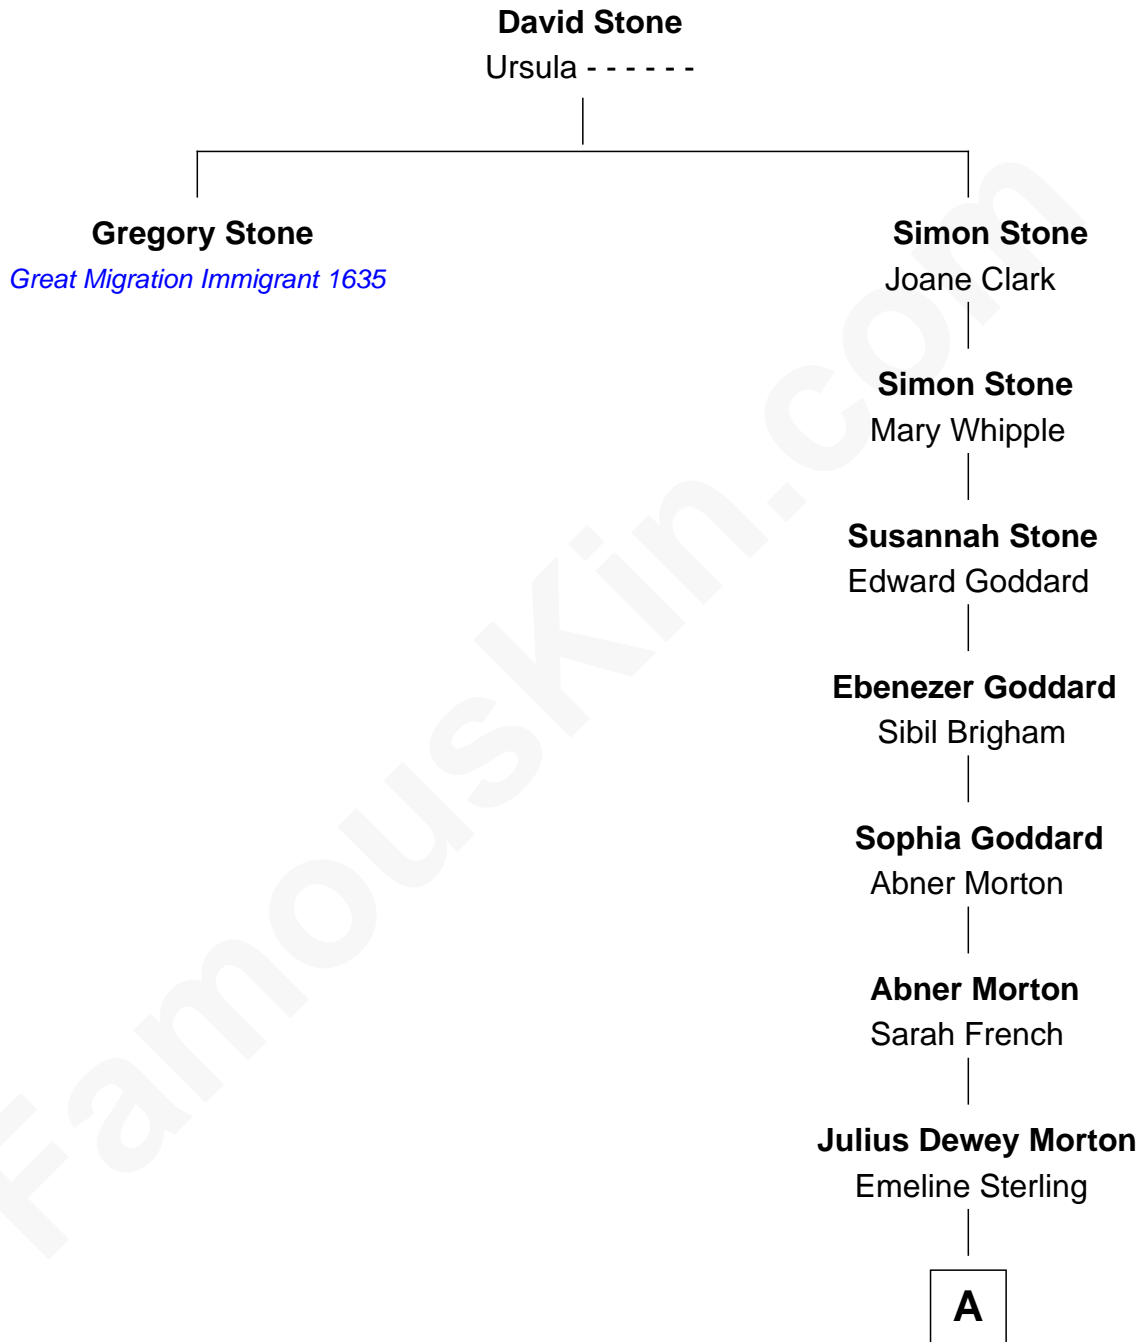 David Stone
Ursula - - - - - -
Gregory Stone
Great Migration Immigrant 1635
Simon Stone
Joane Clark
Simon Stone
Mary Whipple
Susannah Stone
Edward Goddard
Ebenezer Goddard
Sibil Brigham
Sophia Goddard
Abner Morton
Abner Morton
Sarah French
Julius Dewey Morton
Emeline Sterling
A
FamousKin.com